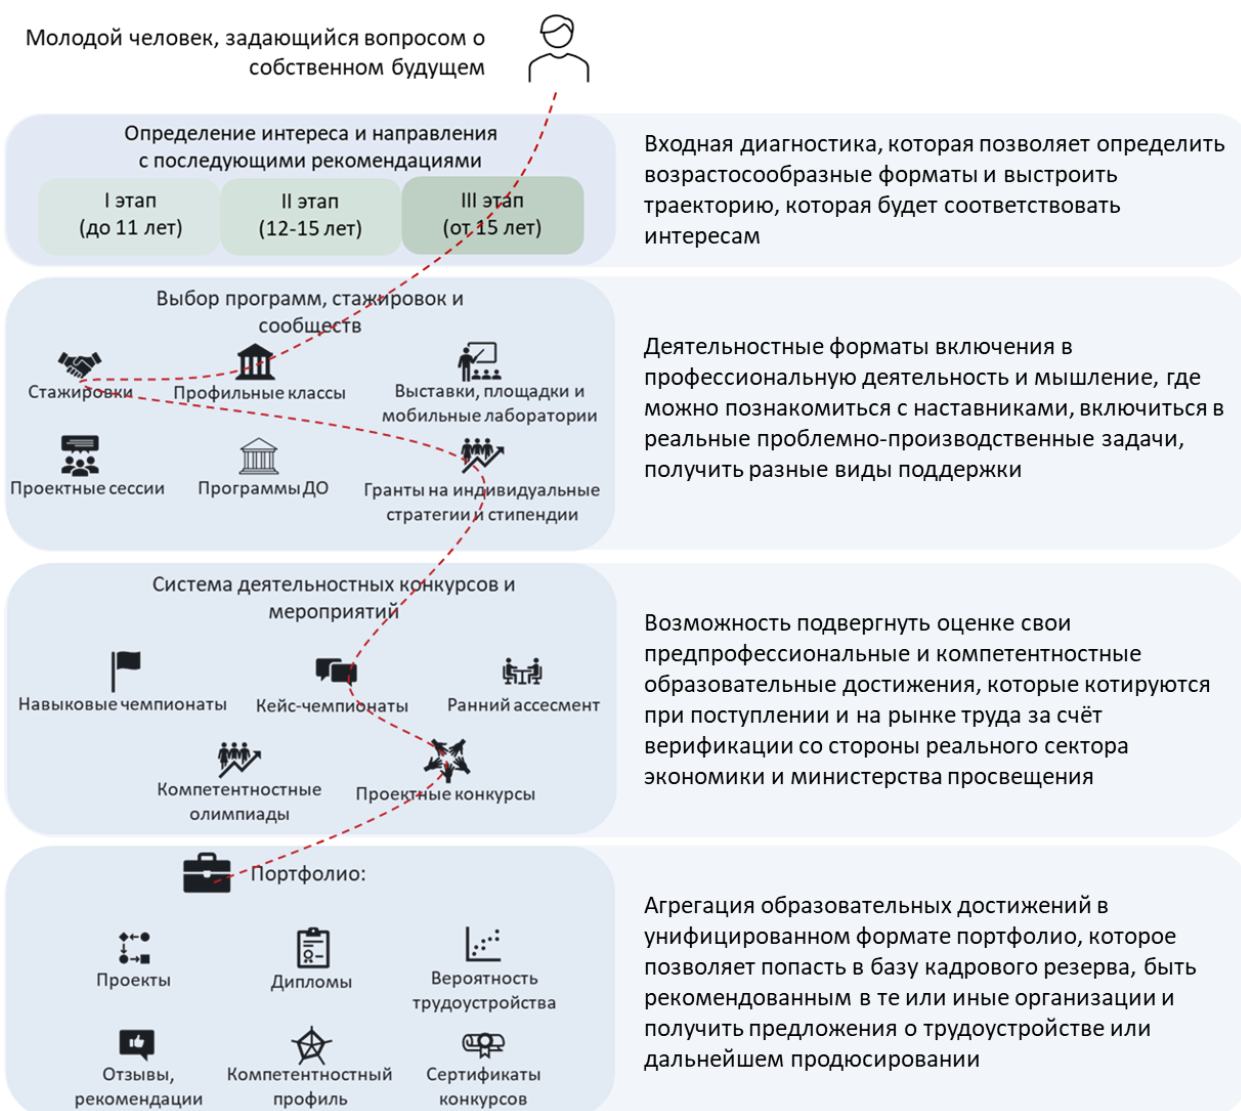 Молодой человек, задающийся вопросом о
собственном будущем
Определение интереса и направления
с последующими рекомендациями
I этап
(до 11 лет)
II этап
(12-15 лет)
III этап
(от 15 лет)
Входная диагностика, которая позволяет определить
возрастосообразные форматы и выстроить
траекторию, которая будет соответствовать
интересам
Выбор программ, стажировок и
сообществ
Стажировки
Профильные классы
Выставки, площадки и
мобильные лаборатории
Проектные сессии
Программы ДО
Гранты на индивидуальные
стратегии и стипендии
Деятельностные форматы включения в
профессиональную деятельность и мышление, где
можно познакомиться с наставниками, включиться в
реальные проблемно-производственные задачи,
получить разные виды поддержки
Система деятельностных конкурсов и
мероприятий
Навыковые чемпионаты
Кейс-чемпионаты
Ранний ассесмент
Компетентностные
олимпиады
Проектные конкурсы
Возможность подвергнуть оценке свои
предпрофессиональные и компетентностные
образовательные достижения, которые котируются
при поступлении и на рынке труда за счёт
верификации со стороны реального сектора
экономики и министерства просвещения
Портфолио:
Проекты
Дипломы
Вероятность
трудоустройства
Отзывы,
рекомендации
Компетентностный
профиль
Сертификаты
конкурсов
Агрегация образовательных достижений в
унифицированном формате портфолио, которое
позволяет попасть в базу кадрового резерва, быть
рекомендованным в те или иные организации и
получить предложения о трудоустройстве или
дальнейшем продюсировании